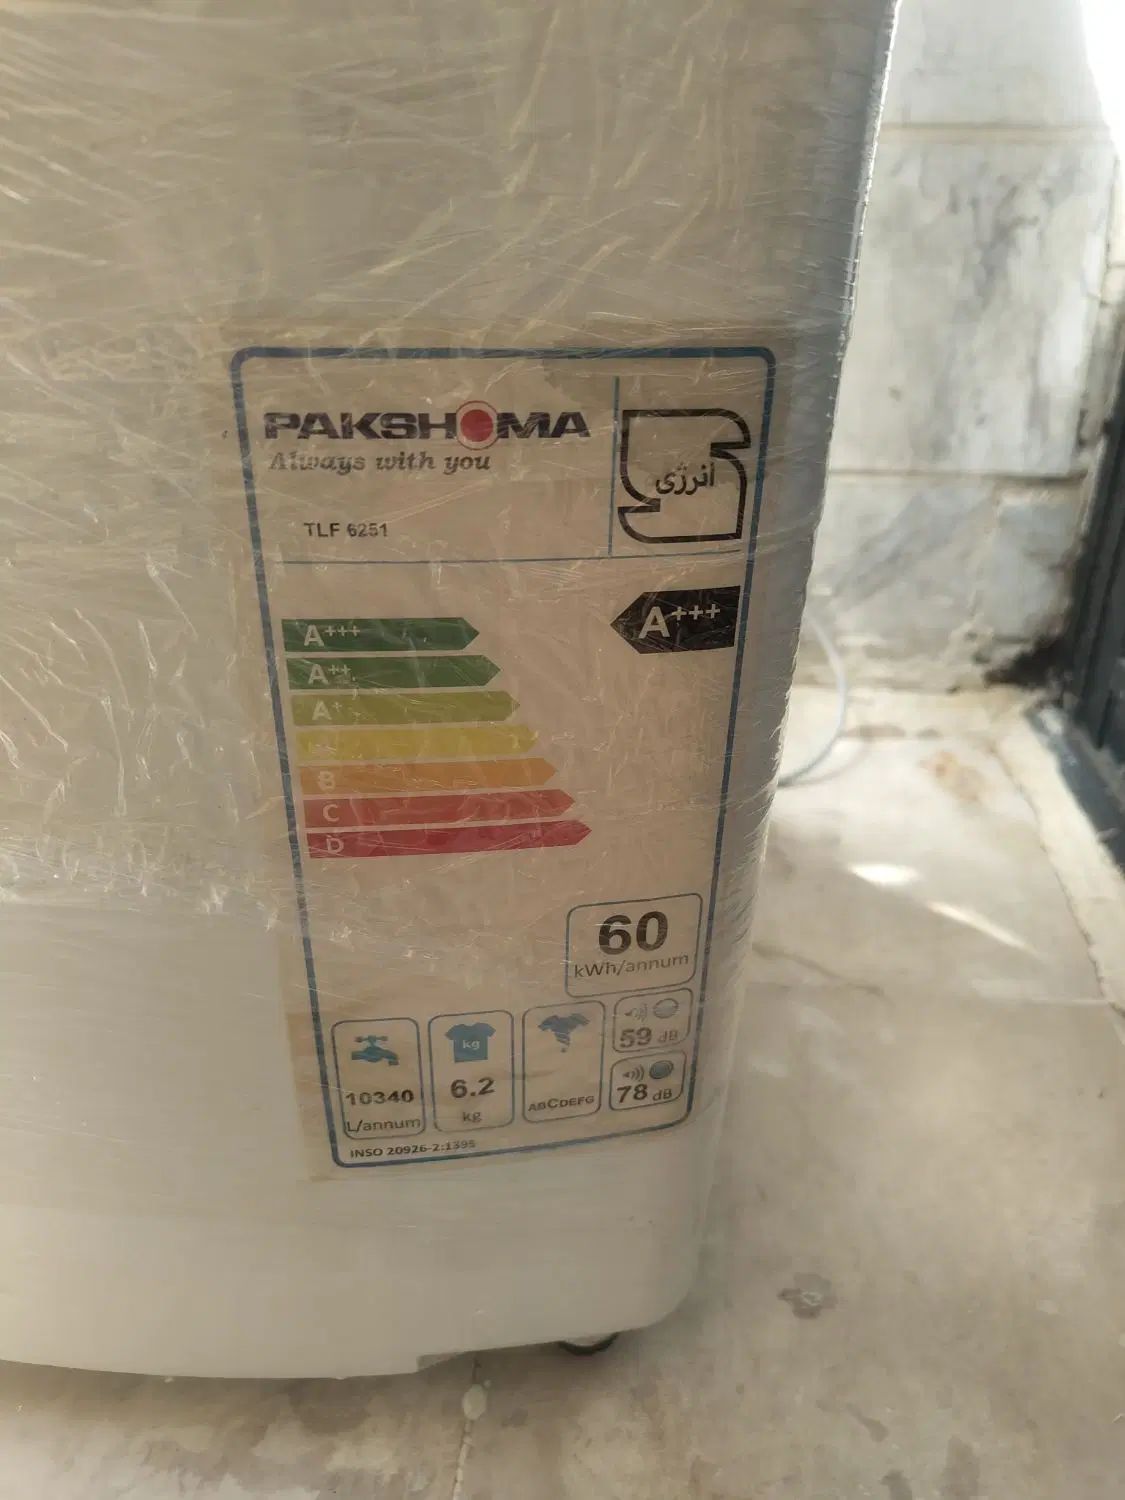 PAKSHOMA
Always with you
انرژی
TLF 6251
A+++
A+++
A++
A+
B
C
D
60
kWh/annum
59 dB
78 dB
10340
L/annum
kg
6.2
kg
ABCDEFG
INSO 20926-2:1395